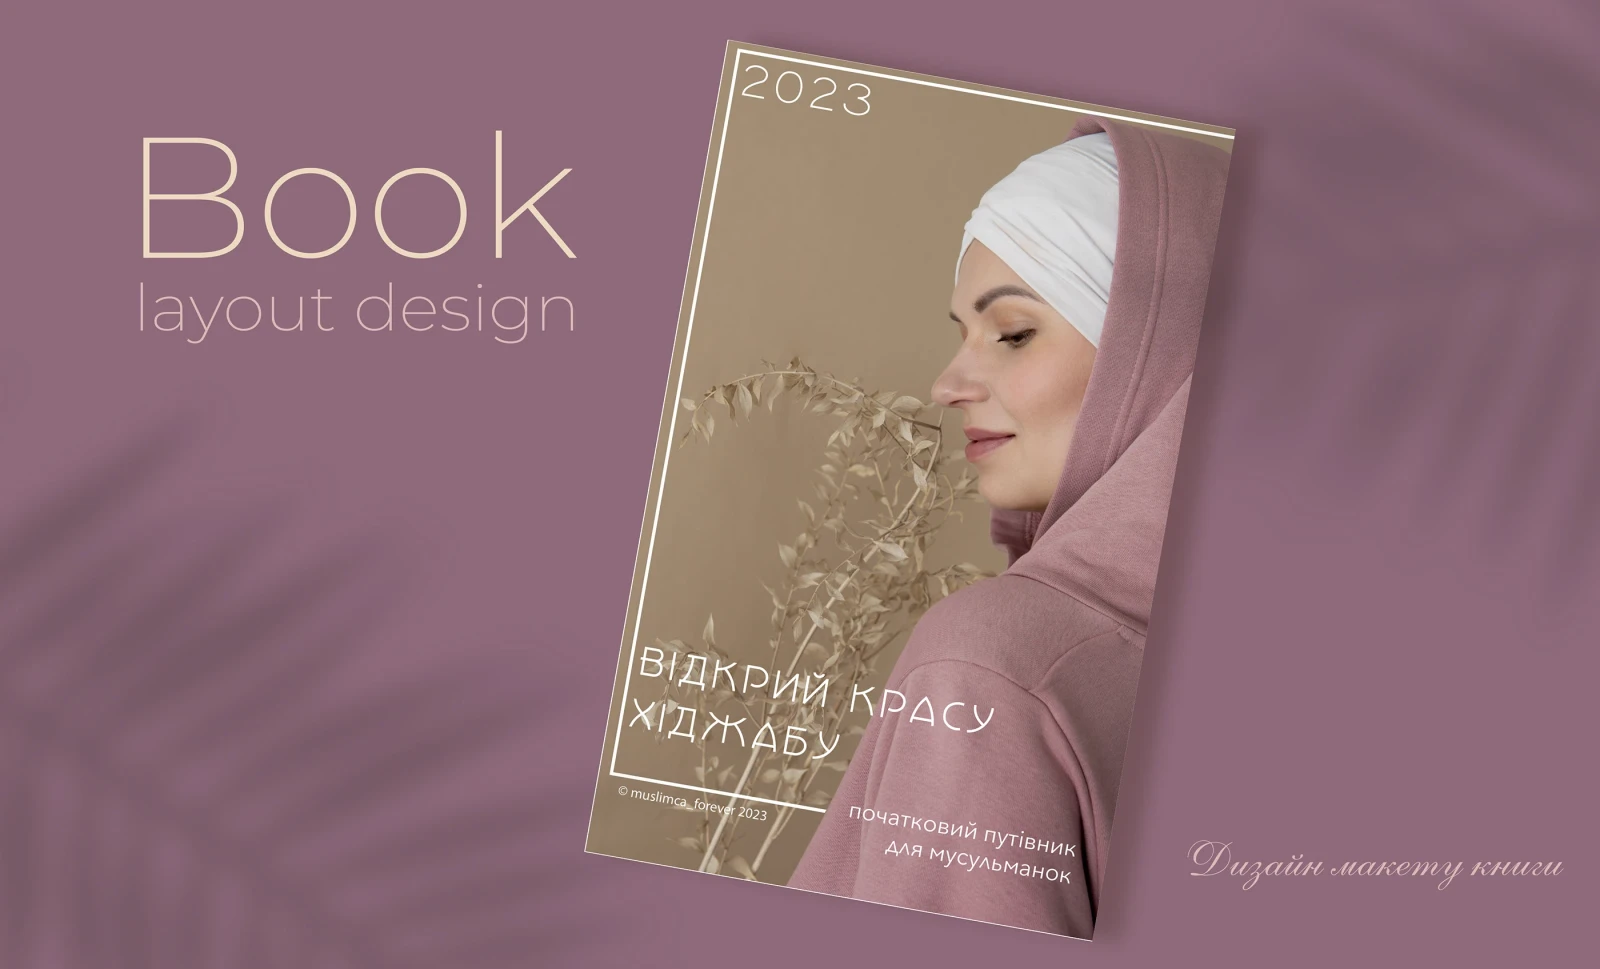 Book
layout design
2023
ВІДКРИЙ КРАСУ
ХІДЖАБУ
© muslimca_forever 2023
початковий путівник
для мусульманок
Дизайн макету книги